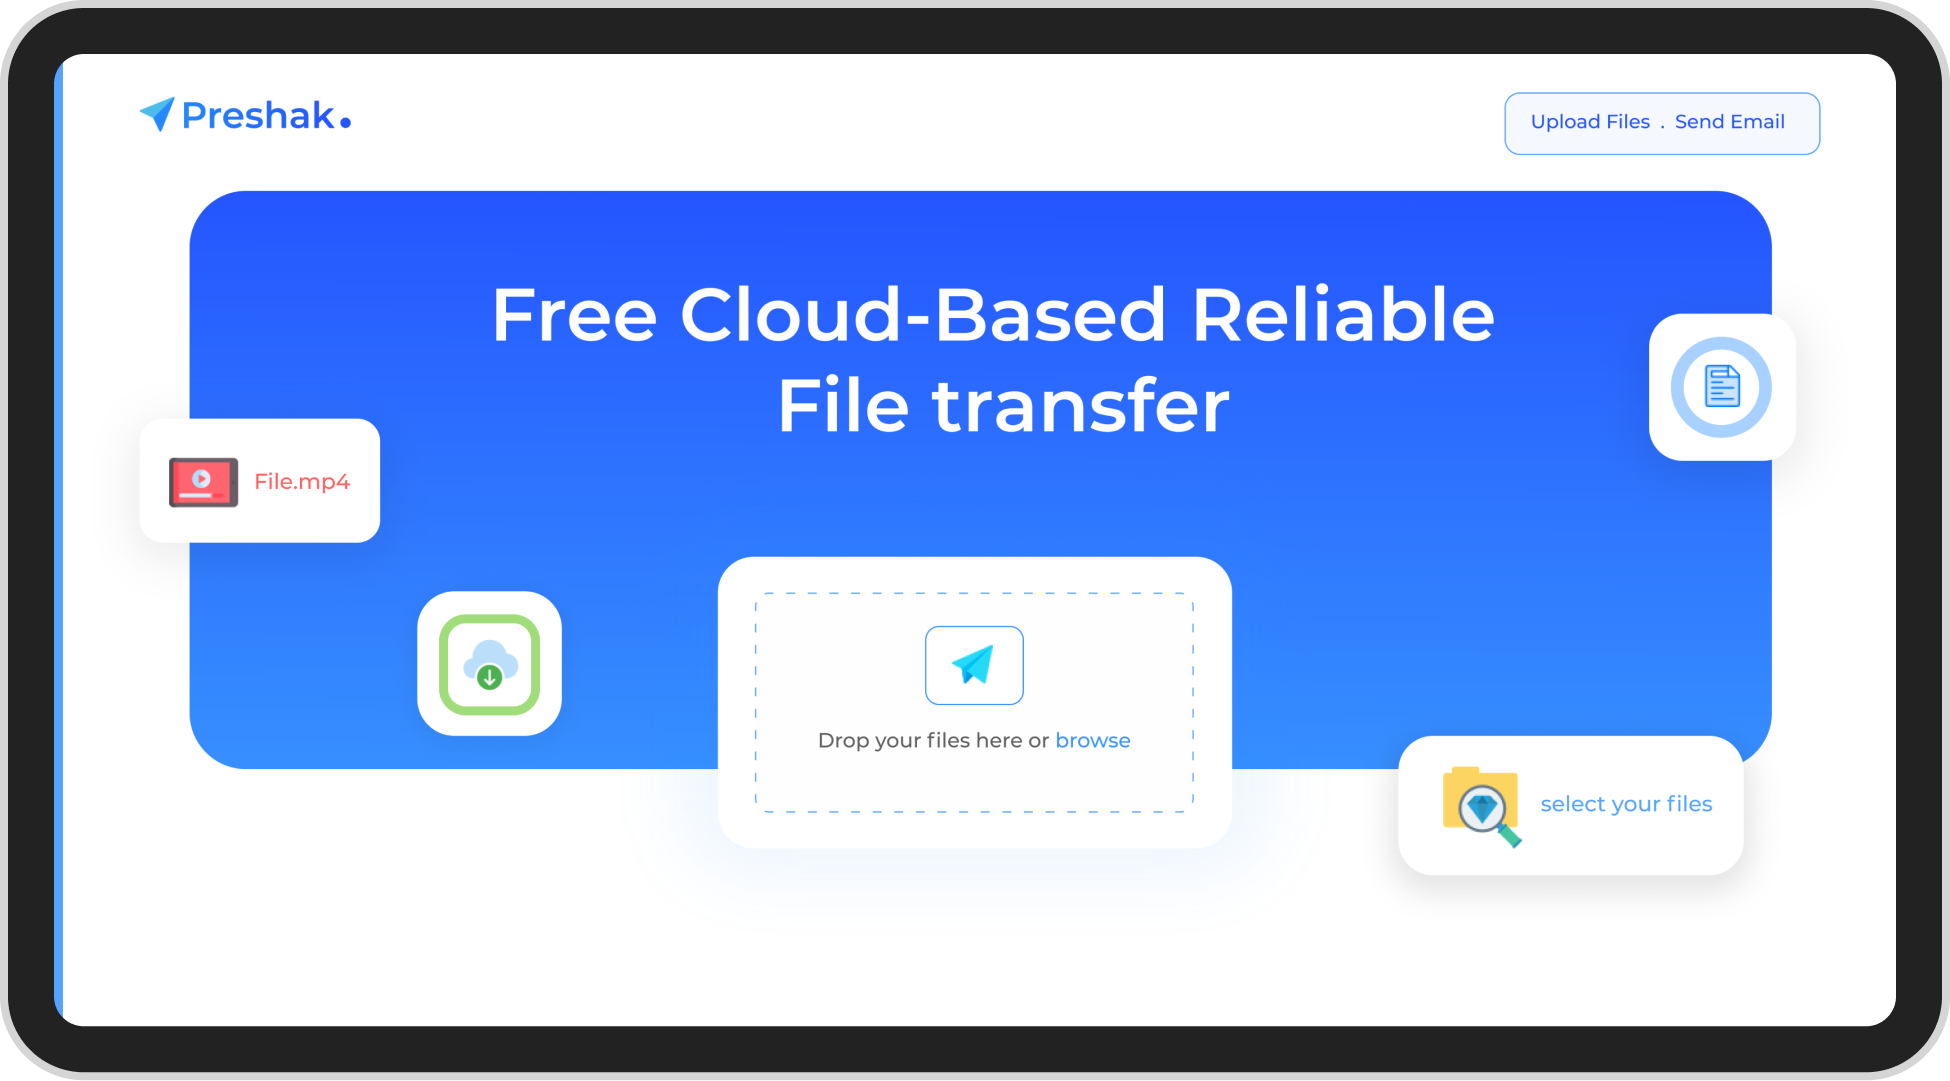 Preshak.
Upload Files . Send Email
Free Cloud-Based Reliable
File transfer
File.mp4
Drop your files here or browse
select your files